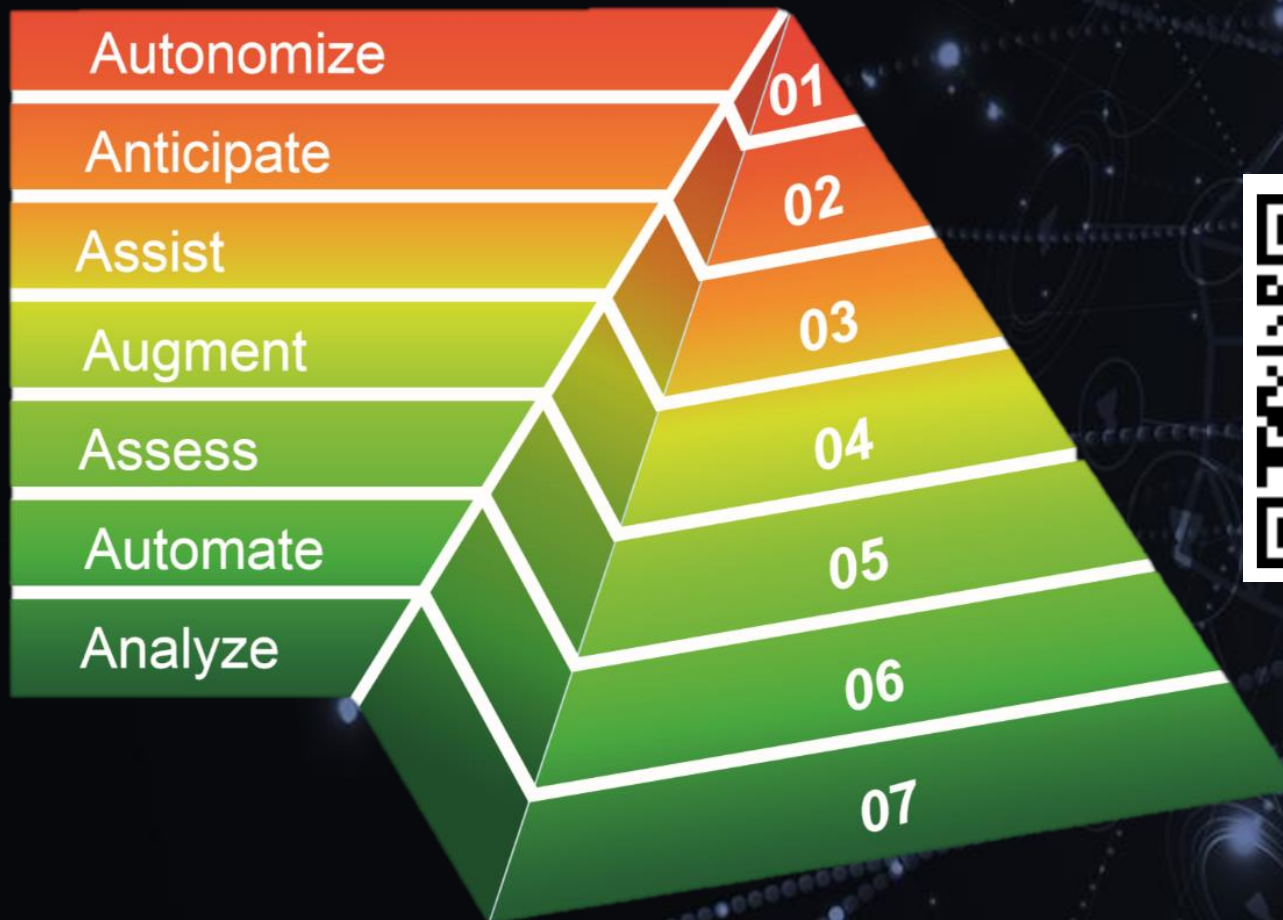 Autonomize
01
Anticipate
02
Assist
03
Augment
04
Assess
05
Automate
06
Analyze
07